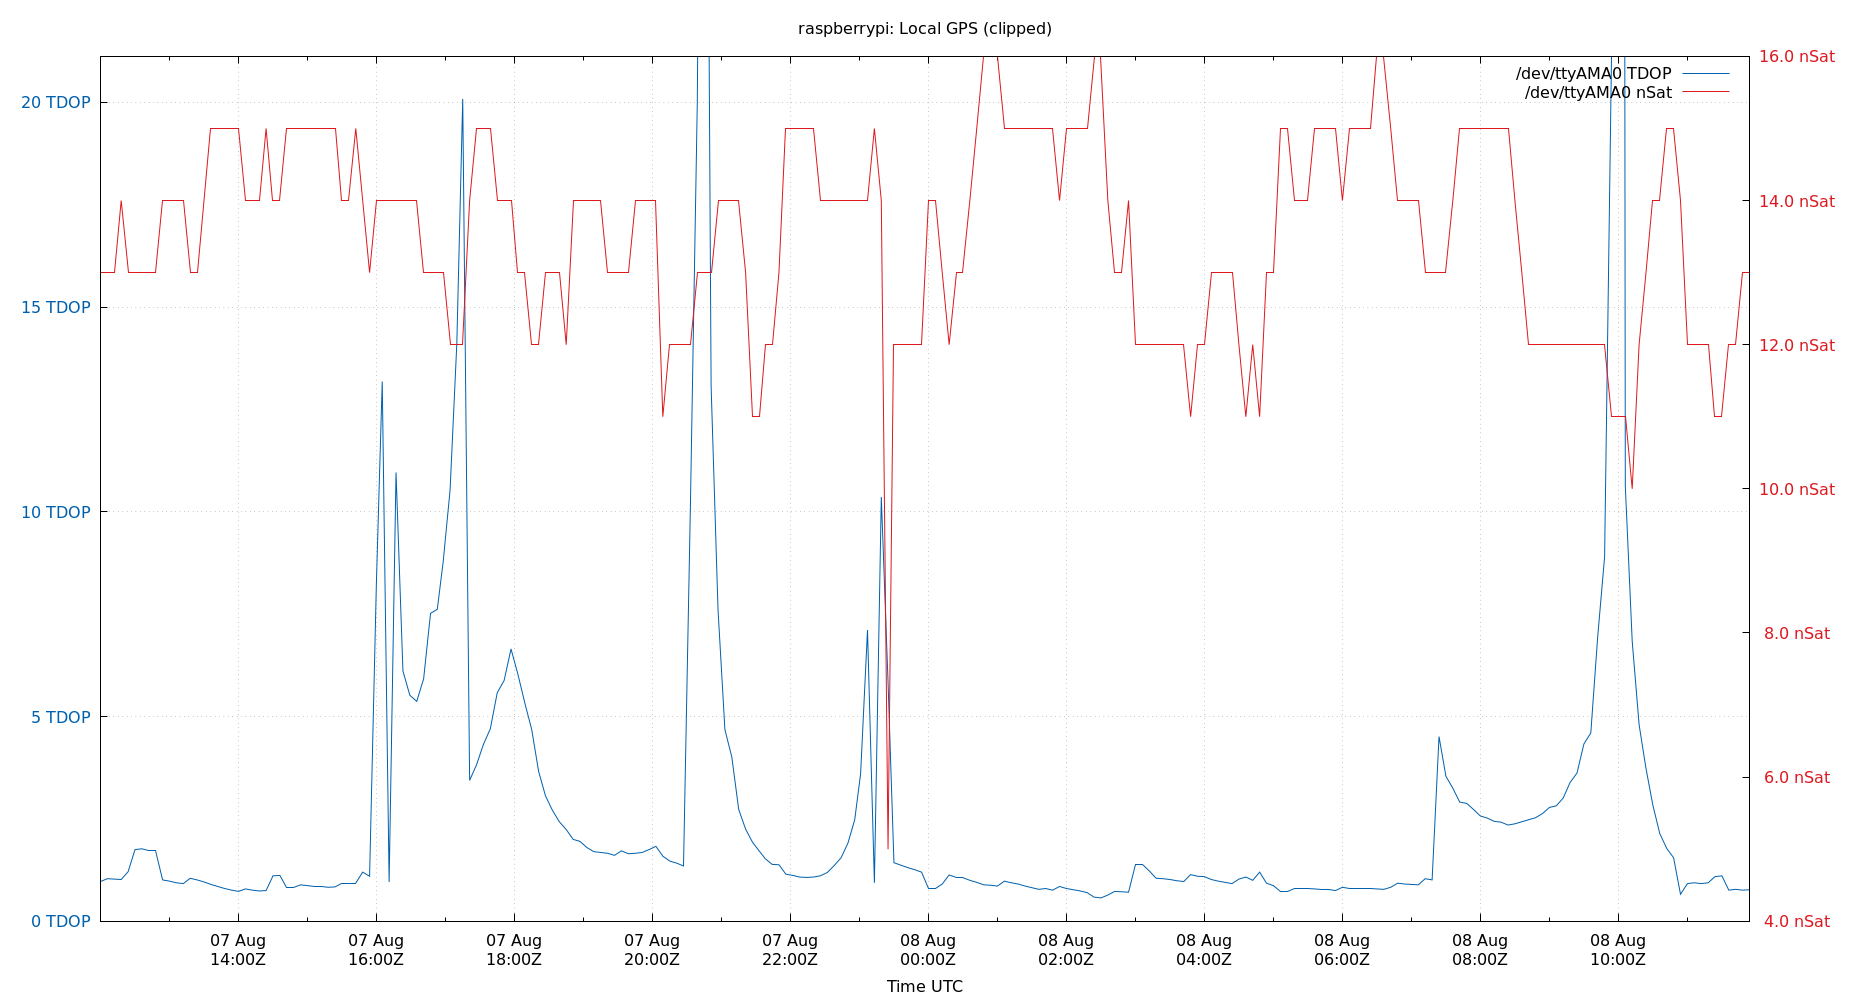 raspberrypi: Local GPS (clipped)
/dev/ttyAMA0 TDOP
/dev/ttyAMA0 nSat
20 TDOP
15 TDOP
10 TDOP
5 TDOP
0 TDOP
16.0 nSat
14.0 nSat
12.0 nSat
10.0 nSat
8.0 nSat
6.0 nSat
4.0 nSat
07 Aug
14:00Z
07 Aug
16:00Z
07 Aug
18:00Z
07 Aug
20:00Z
07 Aug
22:00Z
08 Aug
00:00Z
08 Aug
02:00Z
08 Aug
04:00Z
08 Aug
06:00Z
08 Aug
08:00Z
08 Aug
10:00Z
Time UTC